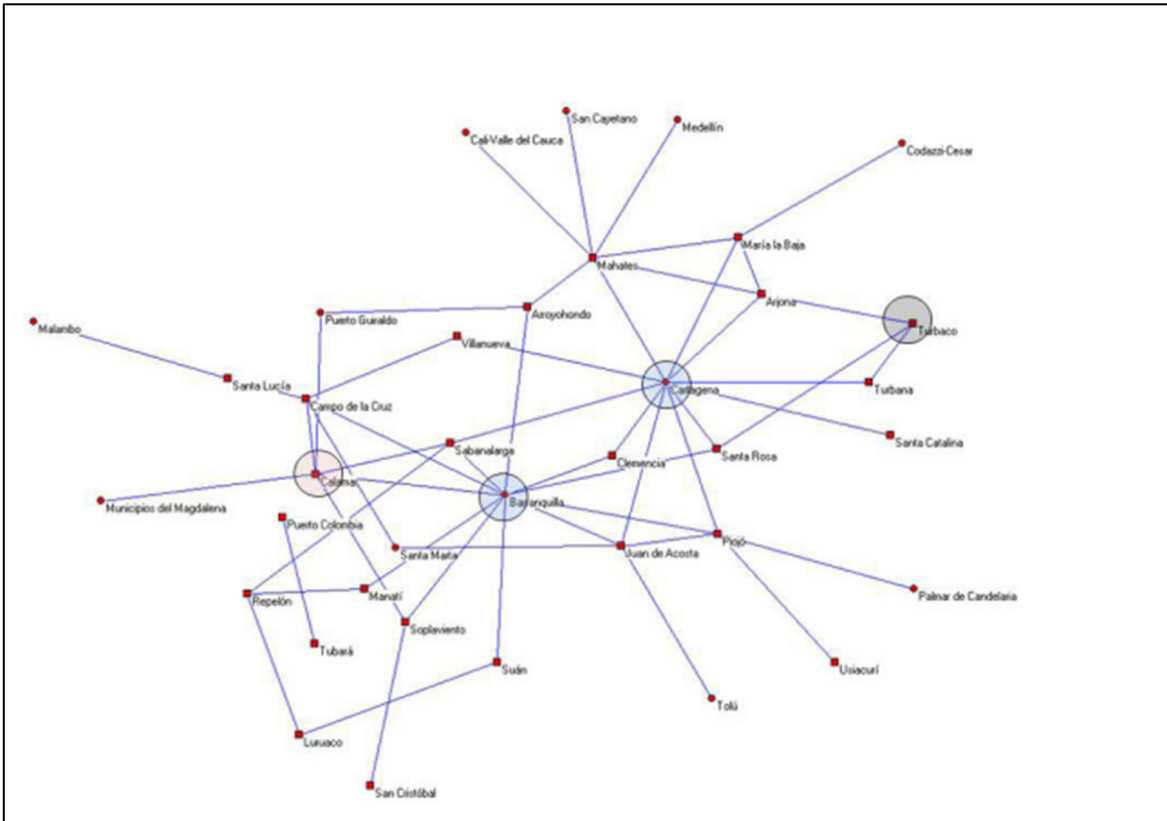 San Cayetano
Medellín
Cali-Valle del Cauca
Codazzi-Cesar
María la Baja
Mahates
Arjona
Puerto Guiraldo
Arroyohondo
Malambo
Turbaco
Villanueva
Santa Lucía
Cartagena
Turbana
Campo de la Cruz
Santa Catalina
Sabanalarga
Clemencia
Santa Rosa
Calamar
Municipios del Magdalena
Barranquilla
Puerto Colombia
Santa Marta
Juan de Acosta
Piojó
Repelón
Manatí
Palmar de Candelaria
Soplaviento
Tubará
Suán
Usiacurí
Tolú
Luruaco
San Cristóbal